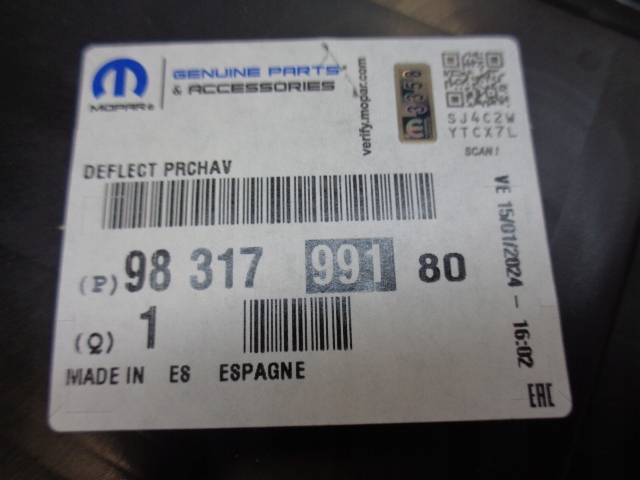 MOPAR®
GENUINE PARTS
& ACCESSORIES
verify.mopar.com
3358
SJ4C2W
YTCX7L
SCAN!
DEFLECT PRCHAV
(P) 98 317 991 80
(Q) 1
MADE IN ES ESPAGNE
VE 15/01/2024 - 16:02
EAC